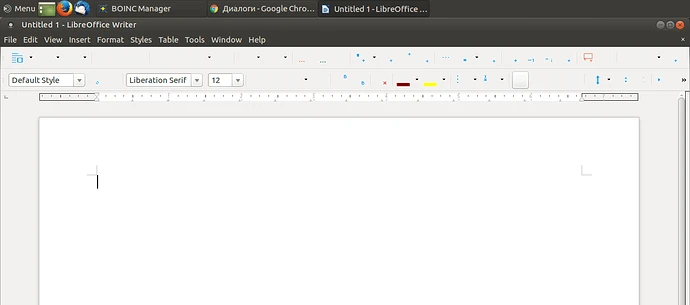 Menu BOINC Manager Диалоги - Google Chro... Untitled 1 - LibreOffice ...
Untitled 1 - LibreOffice Writer
File Edit View Insert Format Styles Table Tools Window Help
Default Style Liberation Serif 12